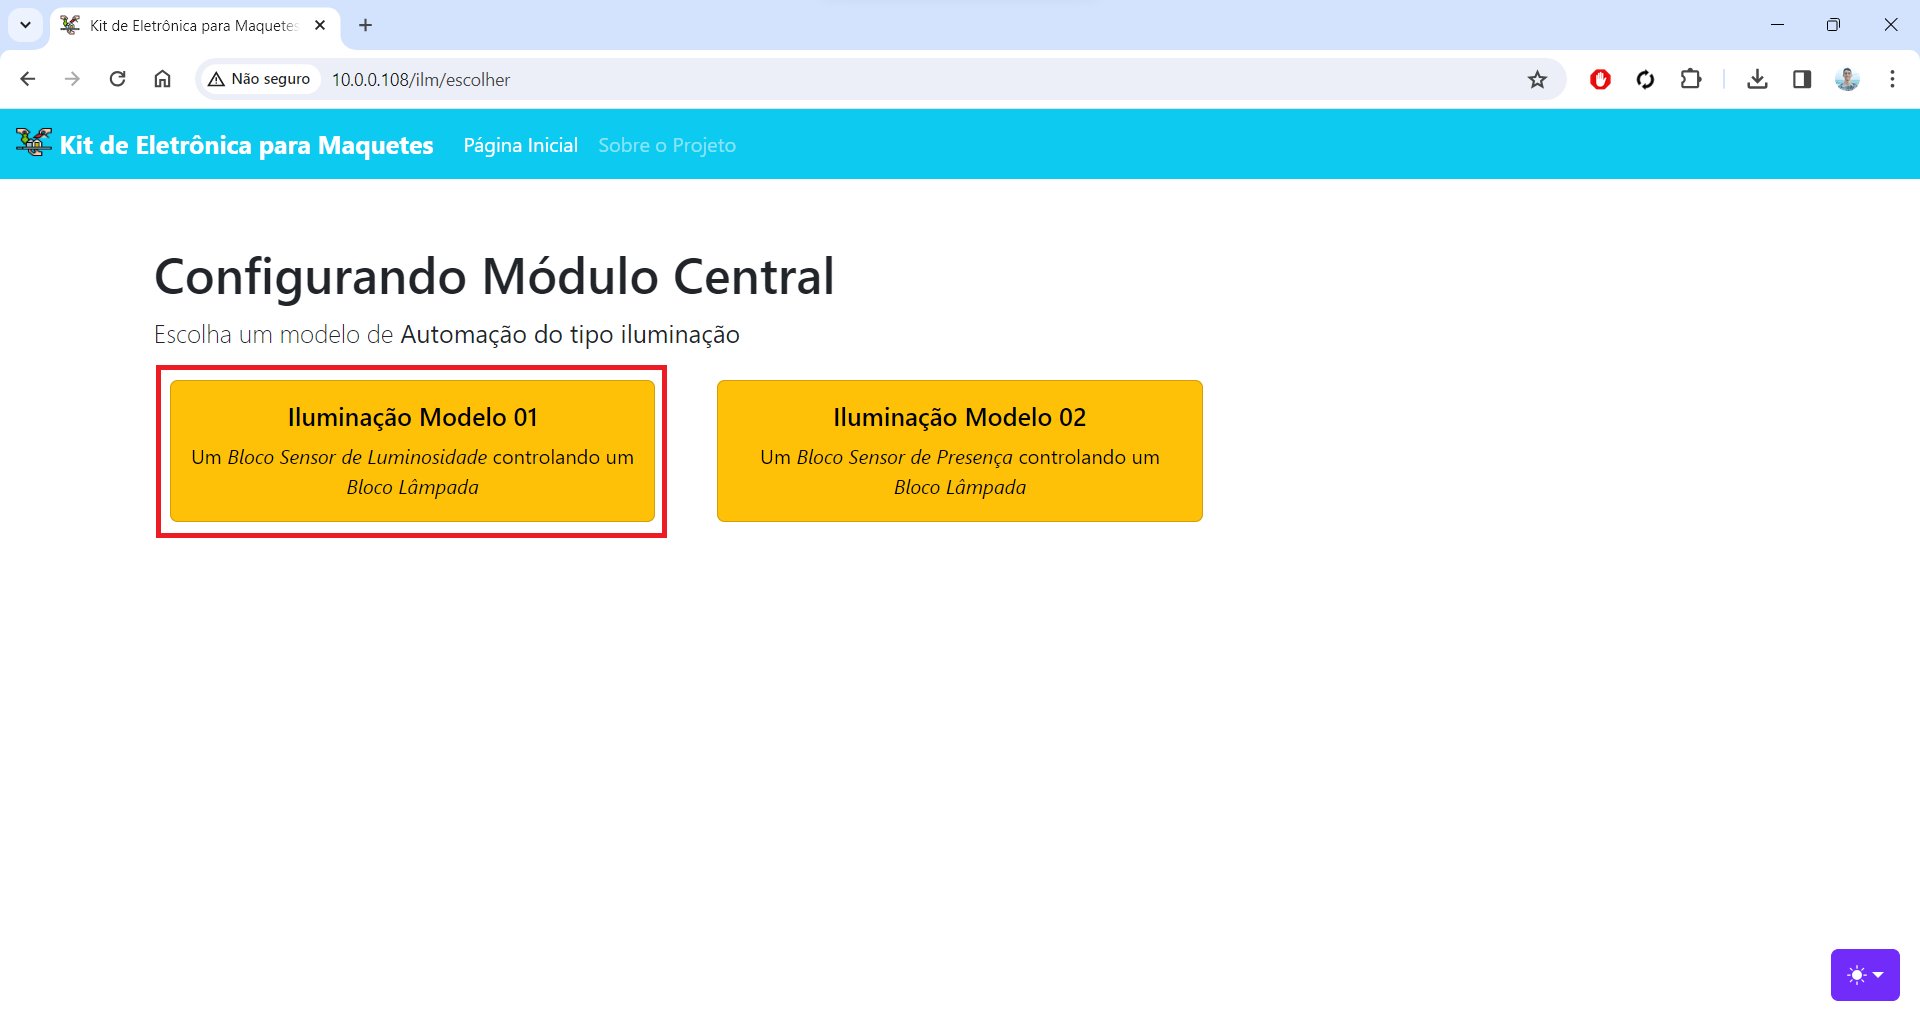 Kit de Eletrônica para Maquetes
Não seguro
10.0.0.108/ilm/escolher
Kit de Eletrônica para Maquetes
Página Inicial
Sobre o Projeto
Configurando Módulo Central
Escolha um modelo de Automação do tipo iluminação
Iluminação Modelo 01
Um Bloco Sensor de Luminosidade controlando um
Bloco Lâmpada
Iluminação Modelo 02
Um Bloco Sensor de Presença controlando um
Bloco Lâmpada